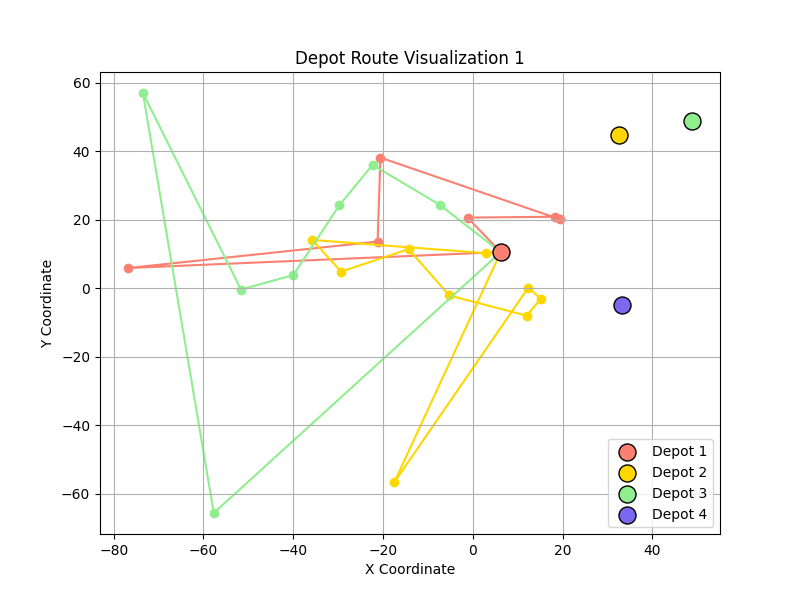 Depot Route Visualization 1
Y Coordinate
60
40
20
0
−20
−40
−60
−80
−60
−40
−20
0
20
40
X Coordinate
Depot 1
Depot 2
Depot 3
Depot 4